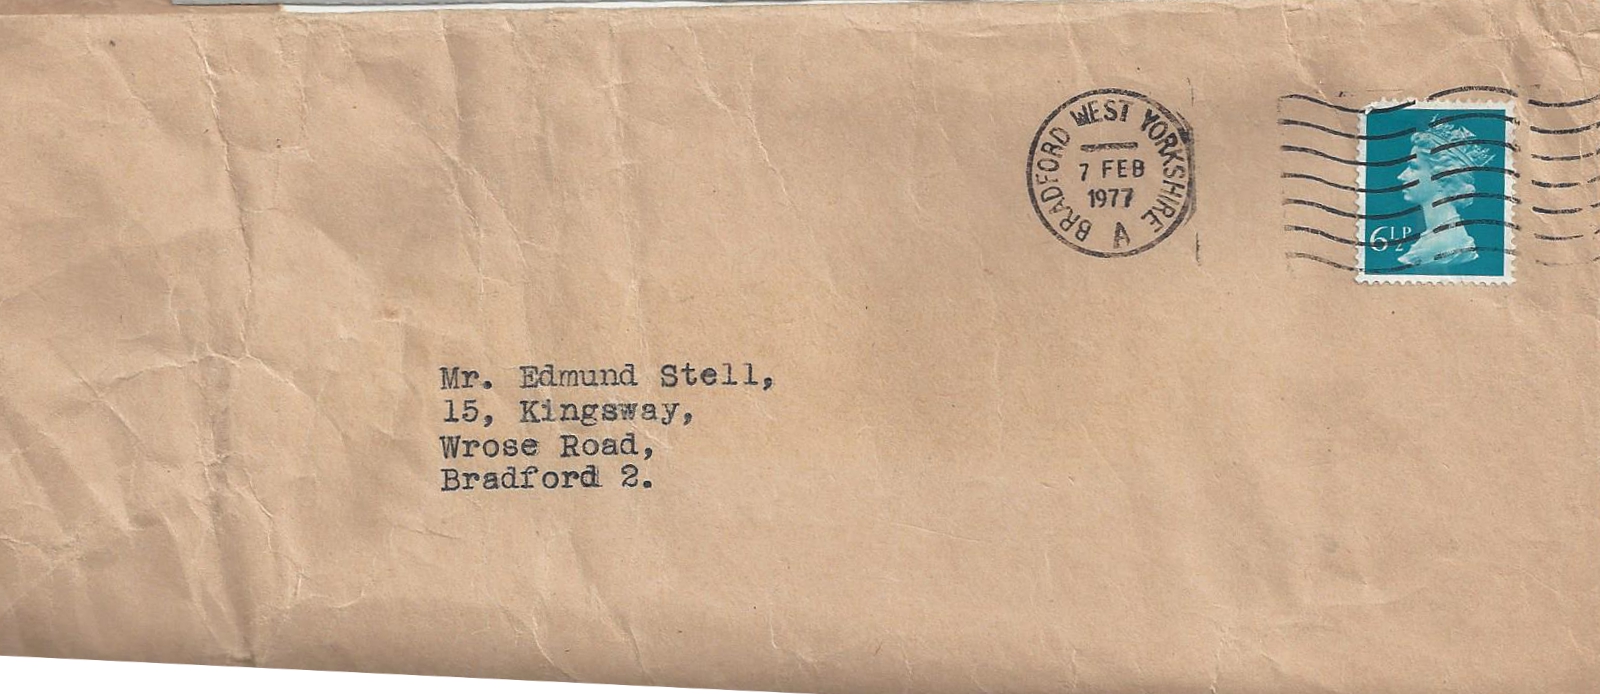 BRADFORD WEST YORKSHIRE
7 FEB
1977
A
6½P
Mr. Edmund Stell,
15, Kingsway,
Wrose Road,
Bradford 2.